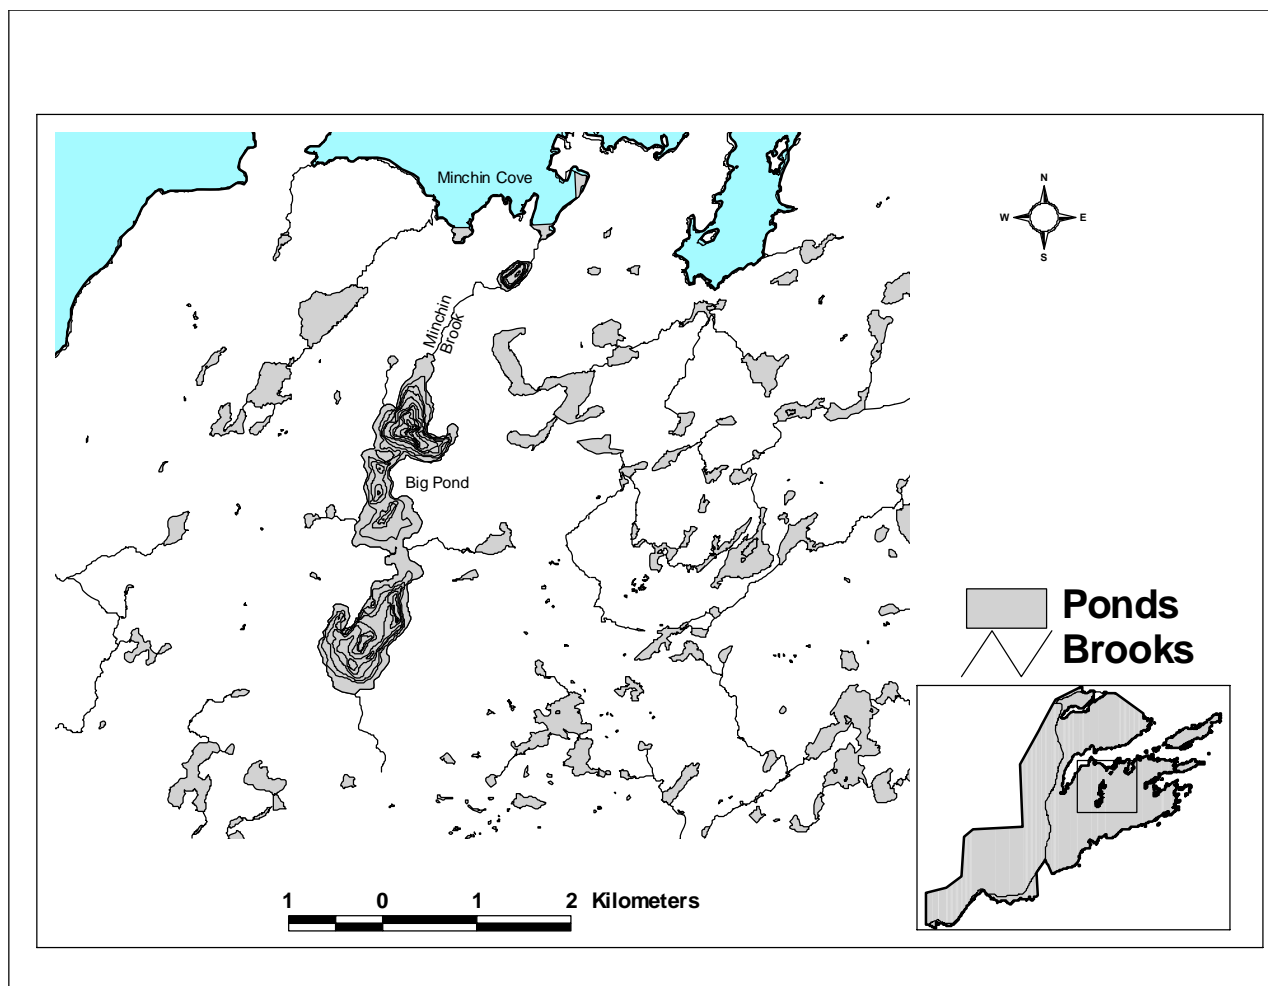 Minchin Cove
N
W E
S
Minchin
Brook
Big Pond
Ponds
Brooks
1 0 1 2 Kilometers